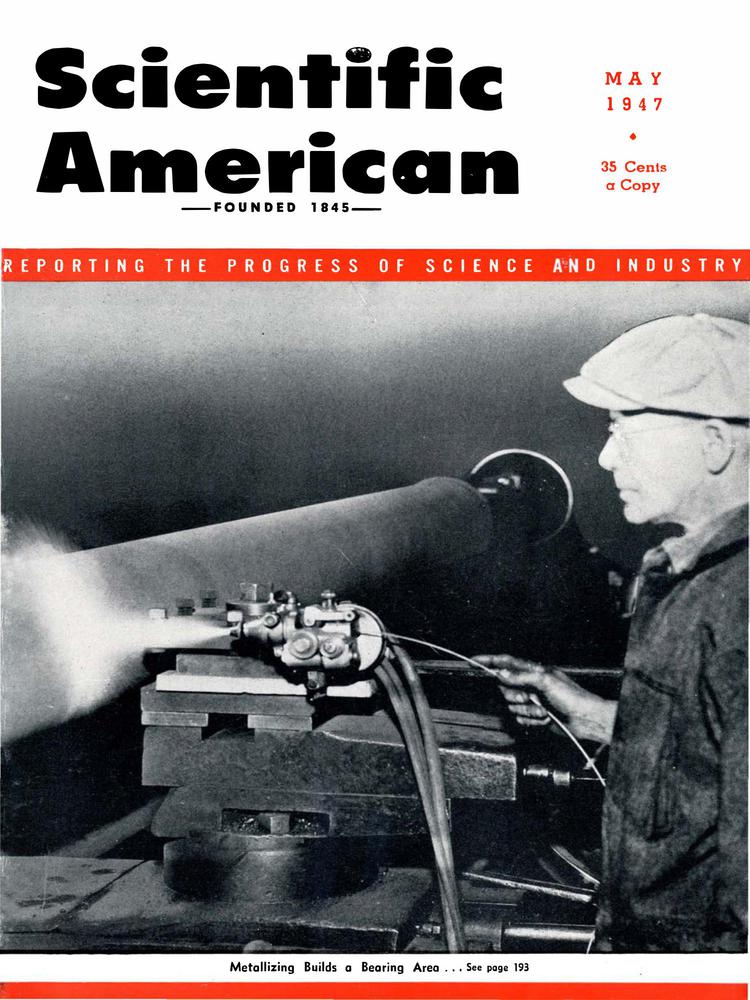 Scientific
American
FOUNDED 1845
MAY
1947
35 Cents
a Copy
REPORTING THE PROGRESS OF SCIENCE AND INDUSTRY
Metallizing Builds a Bearing Area . . . See page 193